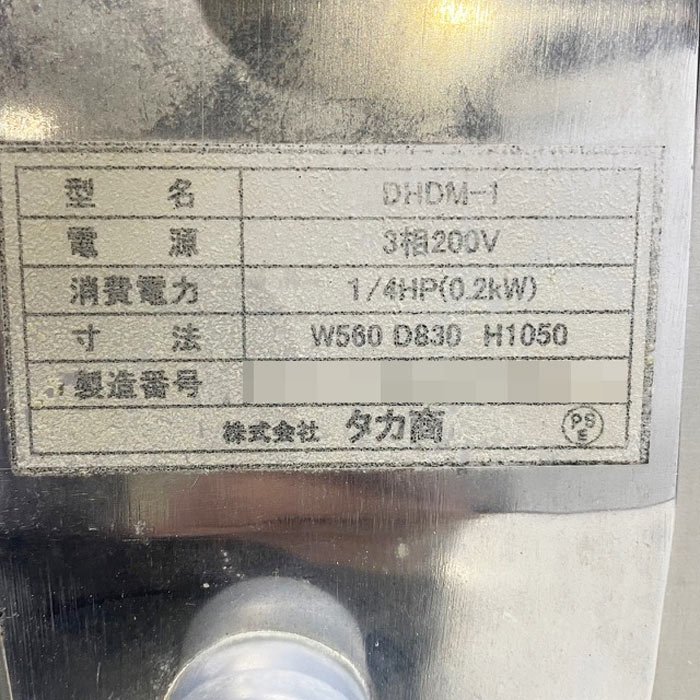 型名 DHDM-1
電源 3相200V
消費電力 1/4HP(0.2kW)
寸法 W560 D830 H1050
製造番号
株式会社 タカ商 PSE